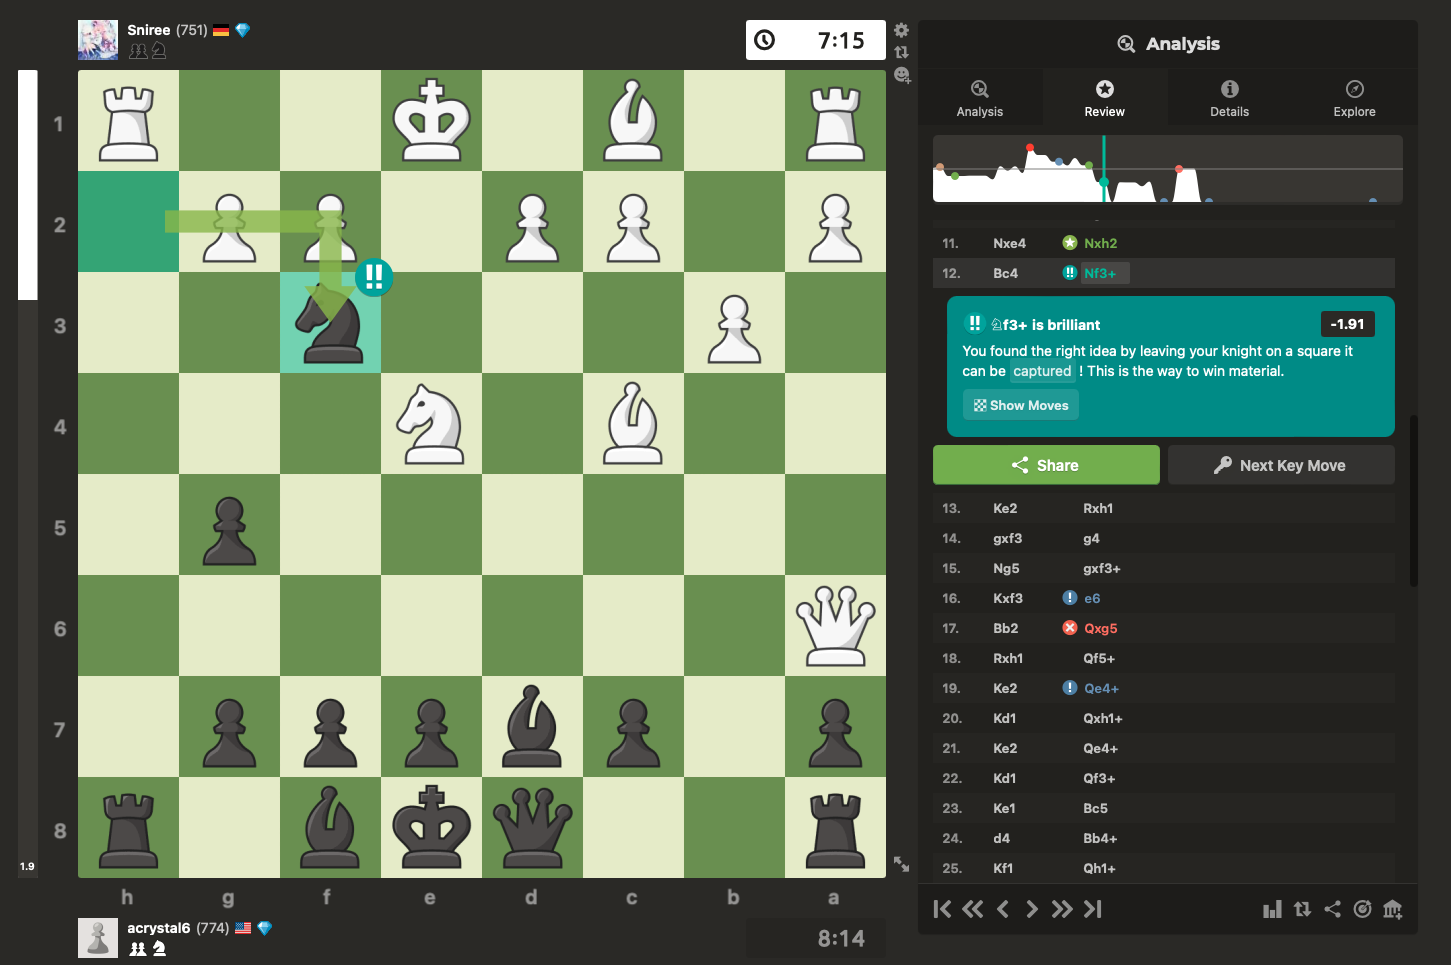 Sniree (751)
7:15
1
2
3
4
5
6
7
8
1.9
h g f e d c b a
acrystal6 (774)
8:14
Analysis
Analysis Review Details Explore
11. Nxe4 Nxh2
12. Bc4 !! Nf3+
!! ♘f3+ is brilliant -1.91
You found the right idea by leaving your knight on a square it
can be captured ! This is the way to win material.
Show Moves
Share Next Key Move
13. Ke2 Rxh1
14. gxf3 g4
15. Ng5 gxf3+
16. Kxf3 ! e6
17. Bb2 Qxg5
18. Rxh1 Qf5+
19. Ke2 ! Qe4+
20. Kd1 Qxh1+
21. Ke2 Qe4+
22. Kd1 Qf3+
23. Ke1 Bc5
24. d4 Bb4+
25. Kf1 Qh1+
!!